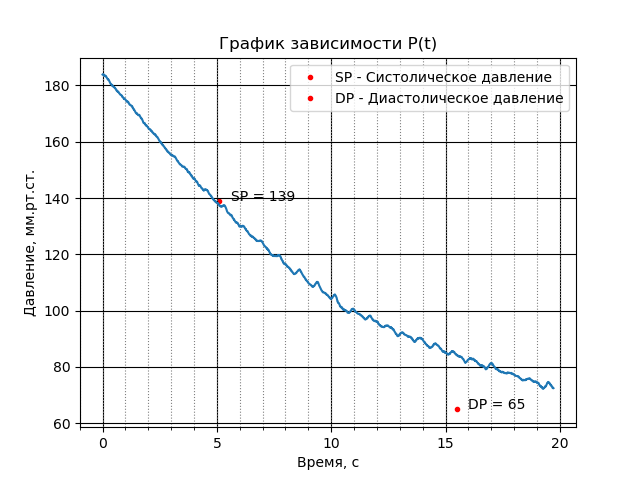 График зависимости P(t)
SP - Систолическое давление
DP - Диастолическое давление
180
160
140
120
100
80
60
Давление, мм.рт.ст.
SP = 139
DP = 65
0
5
10
15
20
Время, с